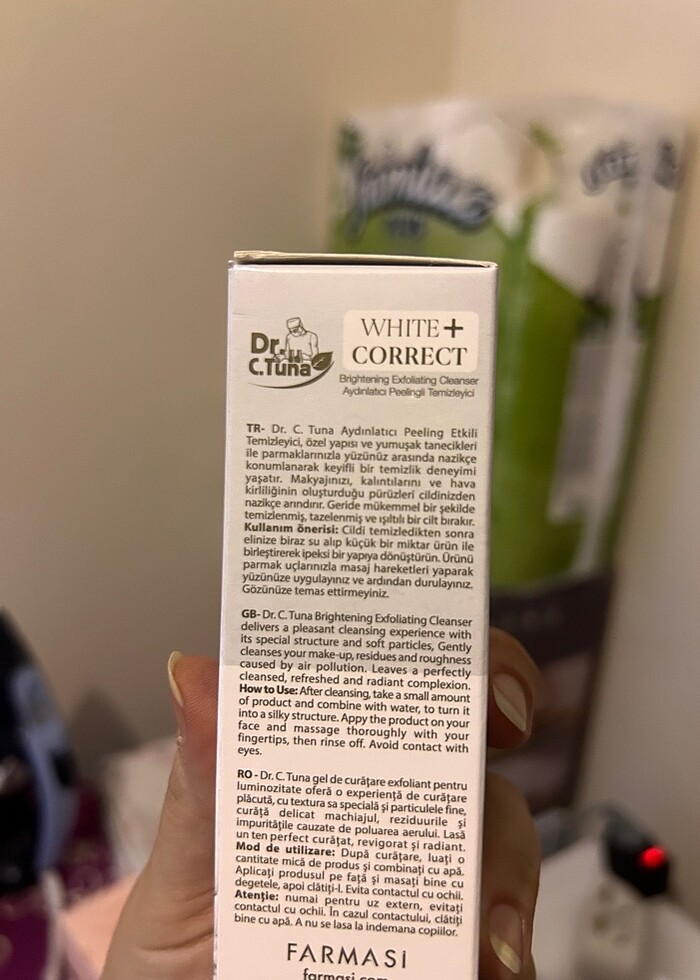 Dr.
C.Tuna
WHITE+
CORRECT
Brightening Exfoliating Cleanser
Aydınlatıcı Peelingli Temizleyici
TR- Dr. C. Tuna Aydınlatıcı Peeling Etkili
Temizleyici, özel yapısı ve yumuşak tanecikleri
ile parmaklarınızla yüzünüz arasında nazikçe
konumlanarak keyifli bir temizlik deneyimi
yaşatır. Makyajınızı, kalıntılarını ve hava
kirliliğinin oluşturduğu pürüzleri cildinizden
nazikçe arındırır. Geride mükemmel bir şekilde
temizlenmiş, tazelenmiş ve ışıltılı bir cilt bırakır.
Kullanım önerisi: Cildi temizledikten sonra
elinize biraz su alıp küçük bir miktar ürün ile
birleştirerek ipeksi bir yapıya dönüştürün. Ürünü
parmak uçlarınızla masaj hareketleri yaparak
yüzünüze uygulayınız ve ardından durulayınız.
Gözünüze temas ettirmeyiniz.
GB- Dr. C. Tuna Brightening Exfoliating Cleanser
delivers a pleasant cleansing experience with
its special structure and soft particles, Gently
cleanses your make-up, residues and roughness
caused by air pollution. Leaves a perfectly
cleansed, refreshed and radiant complexion.
How to Use: After cleansing, take a small amount
of product and combine with water, to turn it
into a silky structure. Appy the product on your
face and massage thoroughly with your
fingertips, then rinse off. Avoid contact with
eyes.
RO - Dr. C. Tuna gel de curățare exfoliant pentru
luminozitate oferă o experiență de curățare
plăcută, cu textura sa specială și particulele fine,
curăță delicat machiajul, reziduurile și
impuritățile cauzate de poluarea aerului. Lasă
un ten perfect curățat, revigorat și radiant.
Mod de utilizare: După curățare, luați o
cantitate mică de produs și combinați cu apă.
Aplicați produsul pe față și masați bine cu
degetele, apoi clătiți-l. Evita contactul cu ochii.
Atenție: numai pentru uz extern, evitați
contactul cu ochii. În cazul contactului, clătiți
bine cu apă. A nu se lasa la indemana copiilor.
FARMASİ
farmasi.com